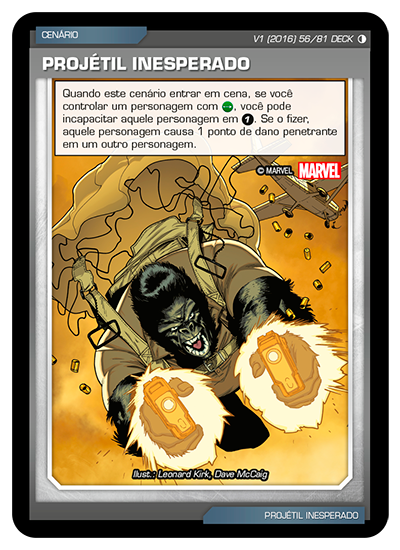 CENÁRIO
V1 (2016) 56/81 DECK
PROJÉTIL INESPERADO
Quando este cenário entrar em cena, se você
controlar um personagem com , você pode
incapacitar aquele personagem em 1. Se o fizer,
aquele personagem causa 1 ponto de dano penetrante
em um outro personagem.
© MARVEL MARVEL
Ilust.: Leonard Kirk, Dave McCaig
PROJÉTIL INESPERADO